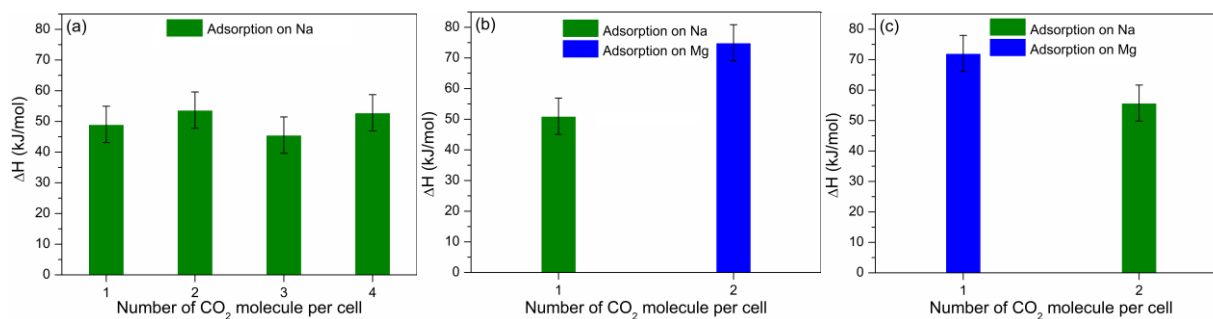 (a)
Adsorption on Na
80
70
60
50
40
30
20
10
0
ΔH (kJ/mol)
1 2 3 4
Number of CO2 molecule per cell
(b)
Adsorption on Na
Adsorption on Mg
80
70
60
50
40
30
20
10
0
ΔH (kJ/mol)
1 2
Number of CO2 molecule per cell
(c)
Adsorption on Na
Adsorption on Mg
80
70
60
50
40
30
20
10
0
ΔH (kJ/mol)
1 2
Number of CO2 molecule per cell